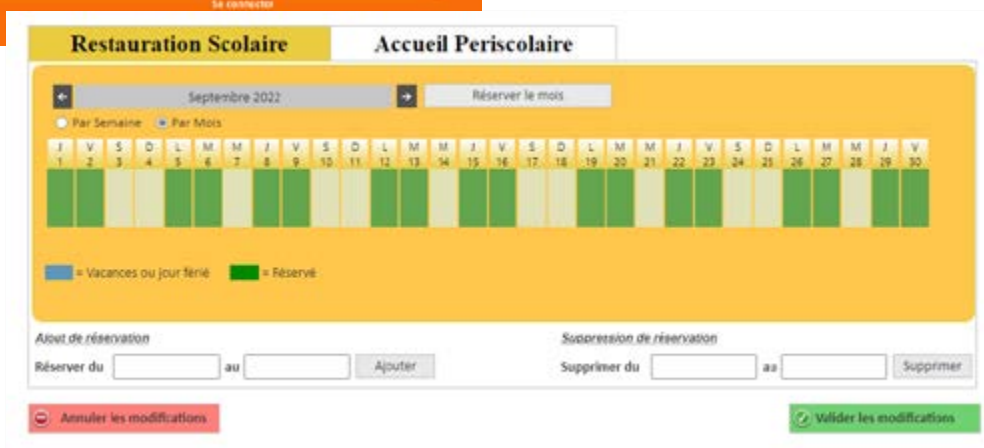 Se connecter
Restauration Scolaire Accueil Periscolaire
Septembre 2022 Réserver le mois
Par Semaine Par Mois
J V S D L M M J V S D L M M J V S D L M M J V S D L M M J V
1 2 3 4 5 6 7 8 9 10 11 12 13 14 15 16 17 18 19 20 21 22 23 24 25 26 27 28 29 30
= Vacances ou jour férié = Réservé
Ajout de réservation Suppression de réservation
Réserver du au Ajouter Supprimer du au Supprimer
Annuler les modifications Valider les modifications